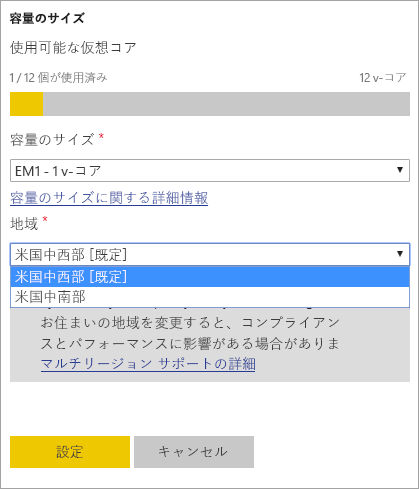 容量のサイズ
使用可能な仮想コア
1 / 12 個が使用済み 12 v-コア
容量のサイズ *
EM1 - 1 v-コア
容量のサイズに関する詳細情報
地域 *
米国中西部 [既定]
米国中西部 [既定]
米国中南部
お住まいの地域を変更すると、コンプライアン
スとパフォーマンスに影響がある場合がありま
マルチリージョン サポートの詳細
設定 キャンセル